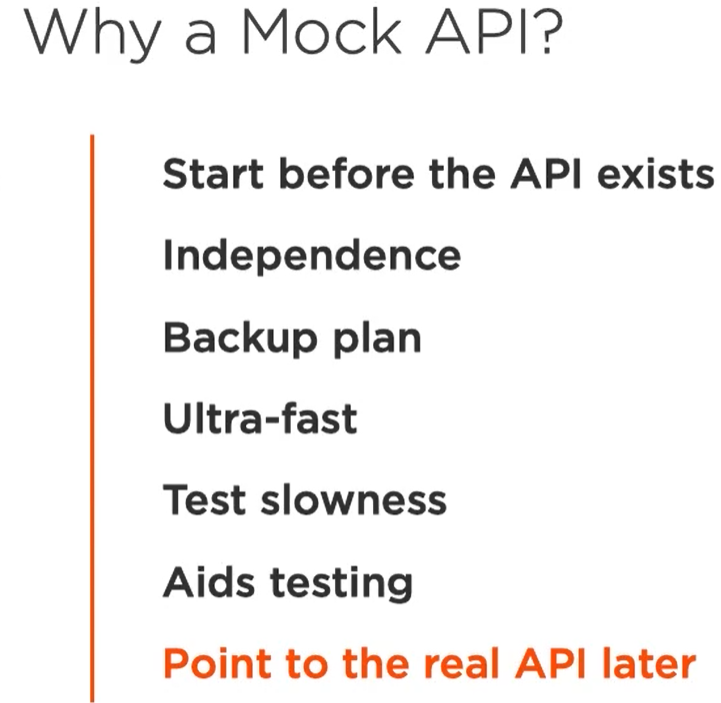 Why a Mock API?
Start before the API exists
Independence
Backup plan
Ultra-fast
Test slowness
Aids testing
Point to the real API later